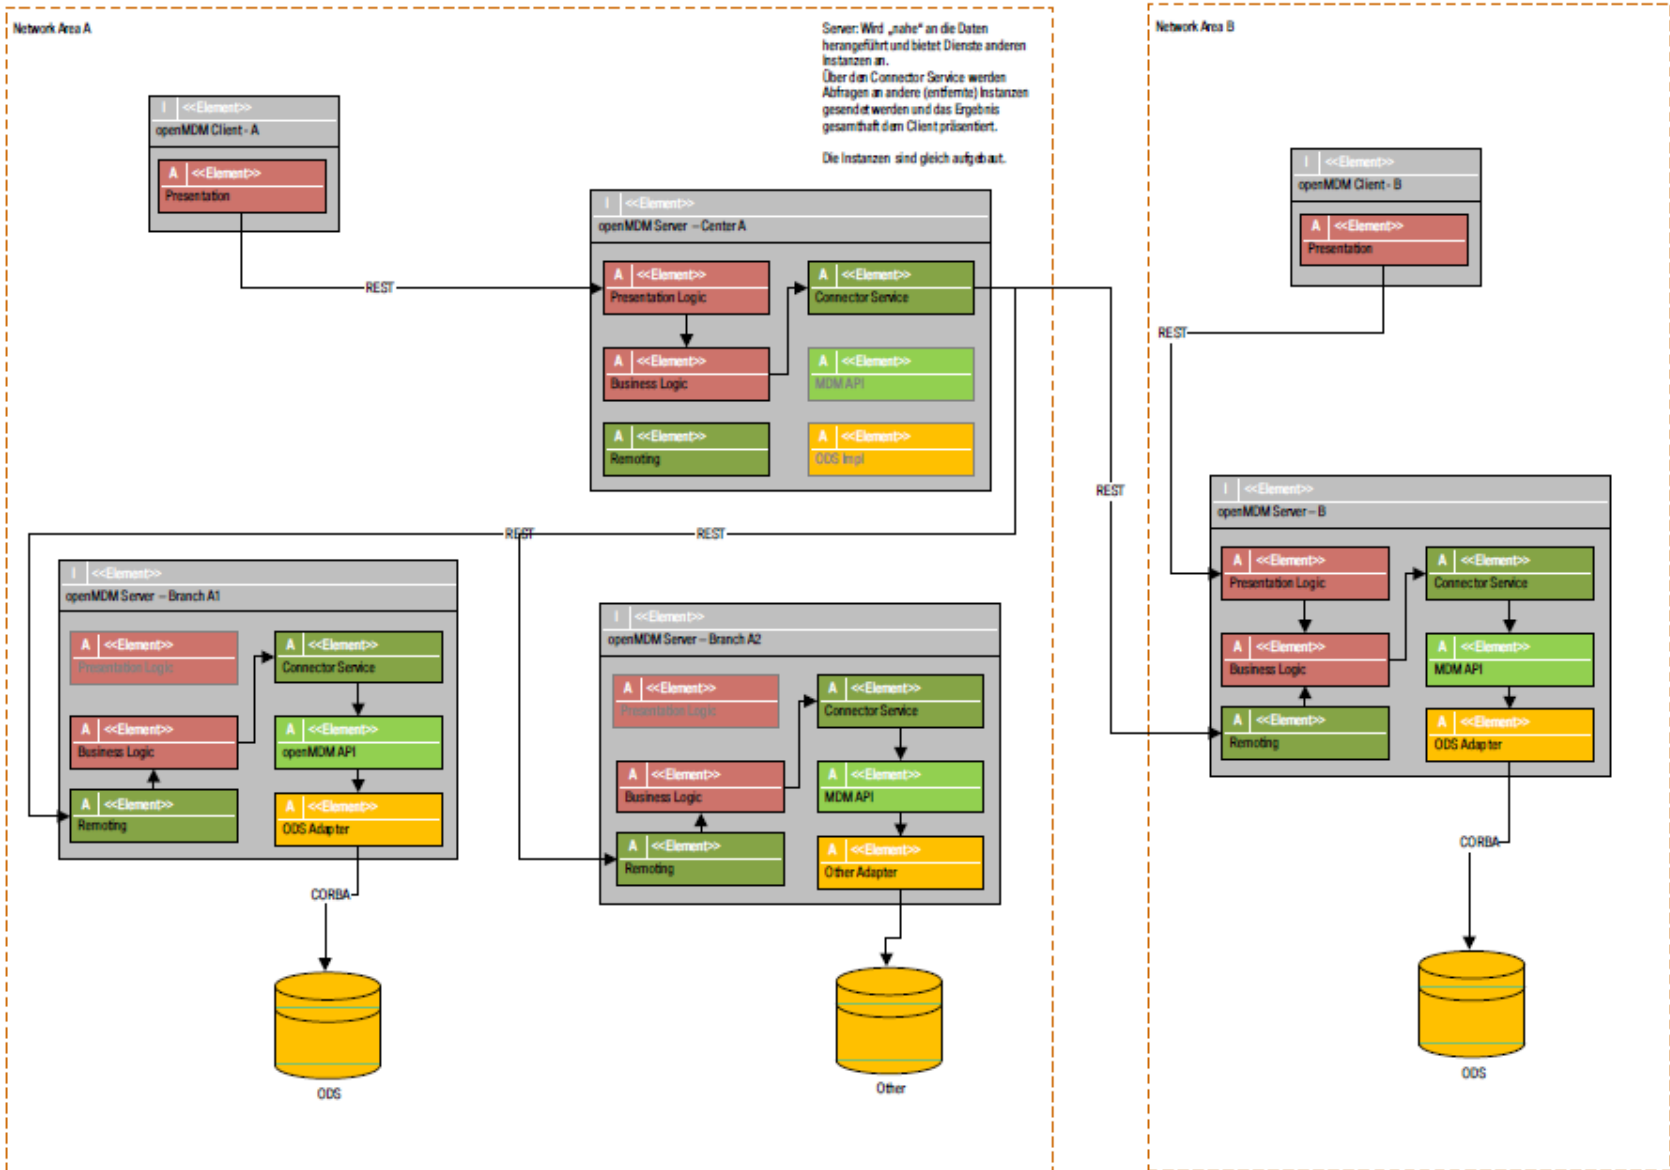 Network Area A
Server: Wird „nahe“ an die Daten
herangeführt und bietet Dienste anderen
Instanzen an.
Über den Connector Service werden
Abfragen an andere (entfernte) Instanzen
gesendet werden und das Ergebnis
gesamthaft dem Client präsentiert.
Die Instanzen sind gleich aufgebaut.
I <<Element>>
openMDM Client - A
A <<Element>>
Presentation
REST
I <<Element>>
openMDM Server – Center A
A <<Element>>
Presentation Logic
A <<Element>>
Connector Service
A <<Element>>
Business Logic
A <<Element>>
MDM API
A <<Element>>
Remoting
A <<Element>>
ODS Impl
REST
REST
REST
I <<Element>>
openMDM Server – Branch A1
A <<Element>>
Presentation Logic
A <<Element>>
Connector Service
A <<Element>>
Business Logic
A <<Element>>
openMDM API
A <<Element>>
Remoting
A <<Element>>
ODS Adapter
CORBA
ODS
I <<Element>>
openMDM Server – Branch A2
A <<Element>>
Presentation Logic
A <<Element>>
Connector Service
A <<Element>>
Business Logic
A <<Element>>
MDM API
A <<Element>>
Remoting
A <<Element>>
Other Adapter
Other
Network Area B
I <<Element>>
openMDM Client - B
A <<Element>>
Presentation
REST
I <<Element>>
openMDM Server – B
A <<Element>>
Presentation Logic
A <<Element>>
Connector Service
A <<Element>>
Business Logic
A <<Element>>
MDM API
A <<Element>>
Remoting
A <<Element>>
ODS Adapter
CORBA
ODS